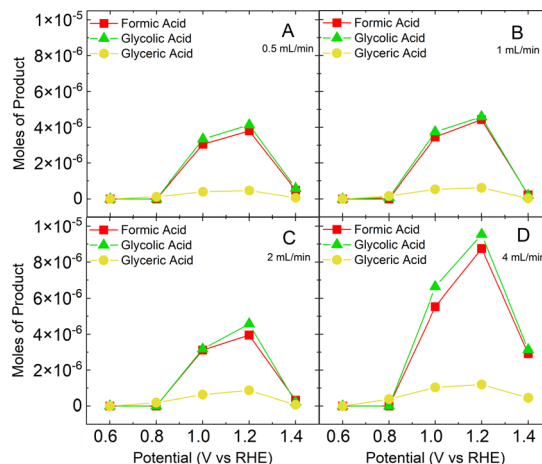 Formic Acid
Glycolic Acid
Glyceric Acid
A
0.5 mL/min
Formic Acid
Glycolic Acid
Glyceric Acid
B
1 mL/min
1×10⁻⁵
8×10⁻⁶
6×10⁻⁶
4×10⁻⁶
2×10⁻⁶
0
Moles of Product
Formic Acid
Glycolic Acid
Glyceric Acid
C
2 mL/min
Formic Acid
Glycolic Acid
Glyceric Acid
D
4 mL/min
1×10⁻⁵
8×10⁻⁶
6×10⁻⁶
4×10⁻⁶
2×10⁻⁶
0
Moles of Product
0.6 0.8 1.0 1.2 1.4
0.6 0.8 1.0 1.2 1.4
Potential (V vs RHE)
Potential (V vs RHE)